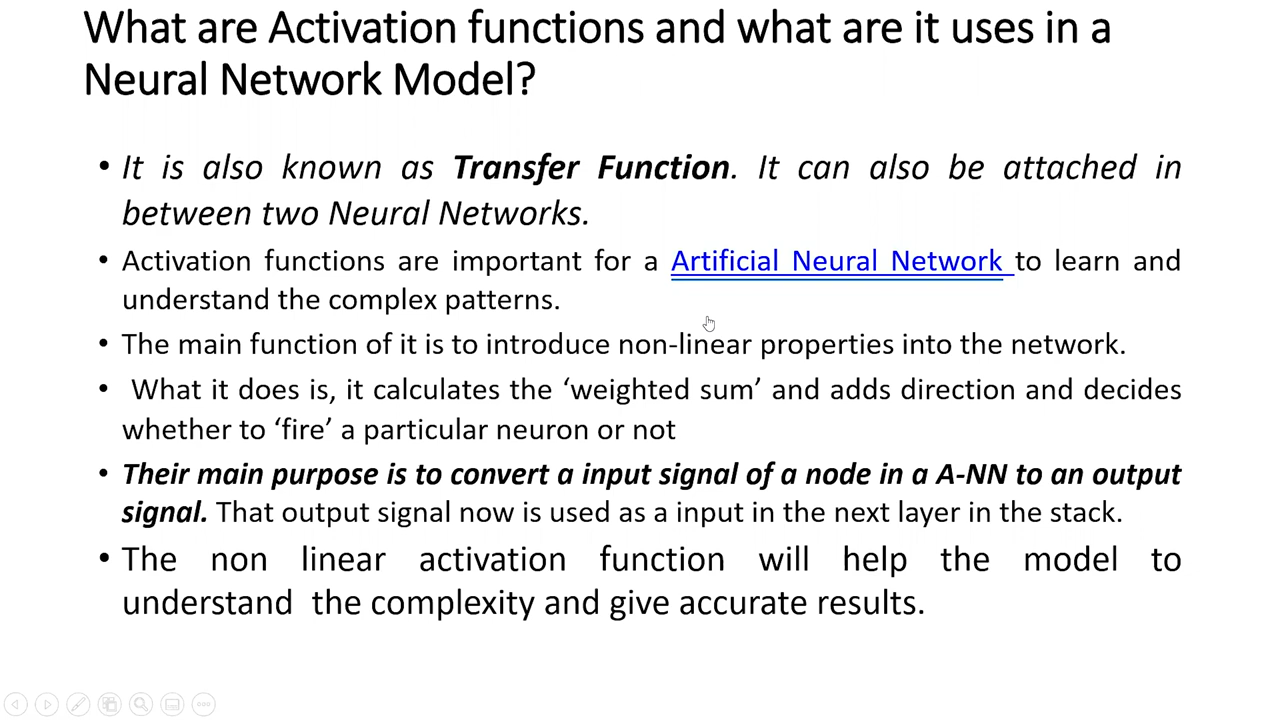 What are Activation functions and what are it uses in a
Neural Network Model?
• It is also known as Transfer Function. It can also be attached in
between two Neural Networks.
• Activation functions are important for a Artificial Neural Network to learn and
understand the complex patterns.
• The main function of it is to introduce non-linear properties into the network.
• What it does is, it calculates the ‘weighted sum’ and adds direction and decides
whether to ‘fire’ a particular neuron or not
• Their main purpose is to convert a input signal of a node in a A-NN to an output
signal. That output signal now is used as a input in the next layer in the stack.
• The non linear activation function will help the model to
understand the complexity and give accurate results.